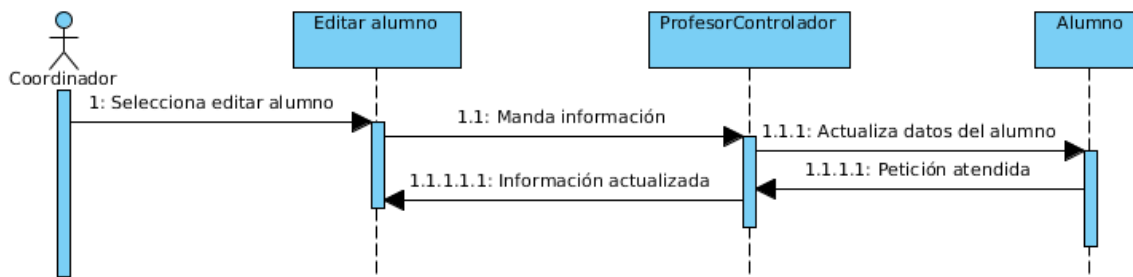 Editar alumno
ProfesorControlador
Alumno
Coordinador
1: Selecciona editar alumno
1.1: Manda información
1.1.1: Actualiza datos del alumno
1.1.1.1: Petición atendida
1.1.1.1.1: Información actualizada